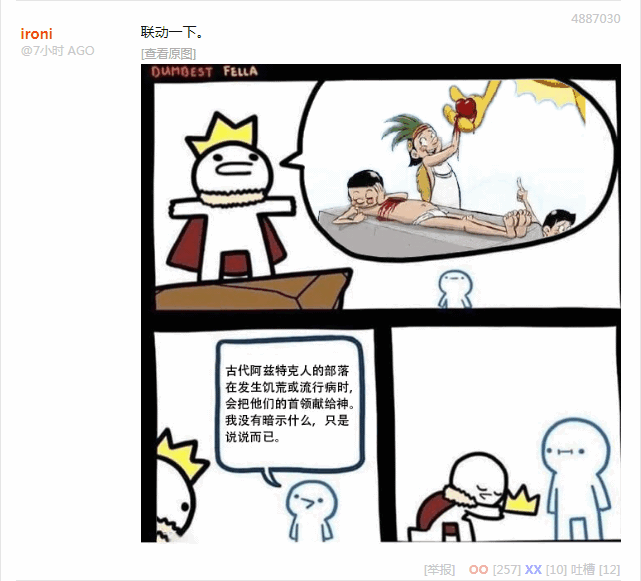 4887030
ironi
@7小时 AGO
联动一下。
[查看原图]
DUMBEST FELLA
古代阿兹特克人的部落
在发生饥荒或流行病时,
会把他们的首领献给神。
我没有暗示什么，只是
说说而已。
[举报] OO [257] XX [10] 吐槽 [12]